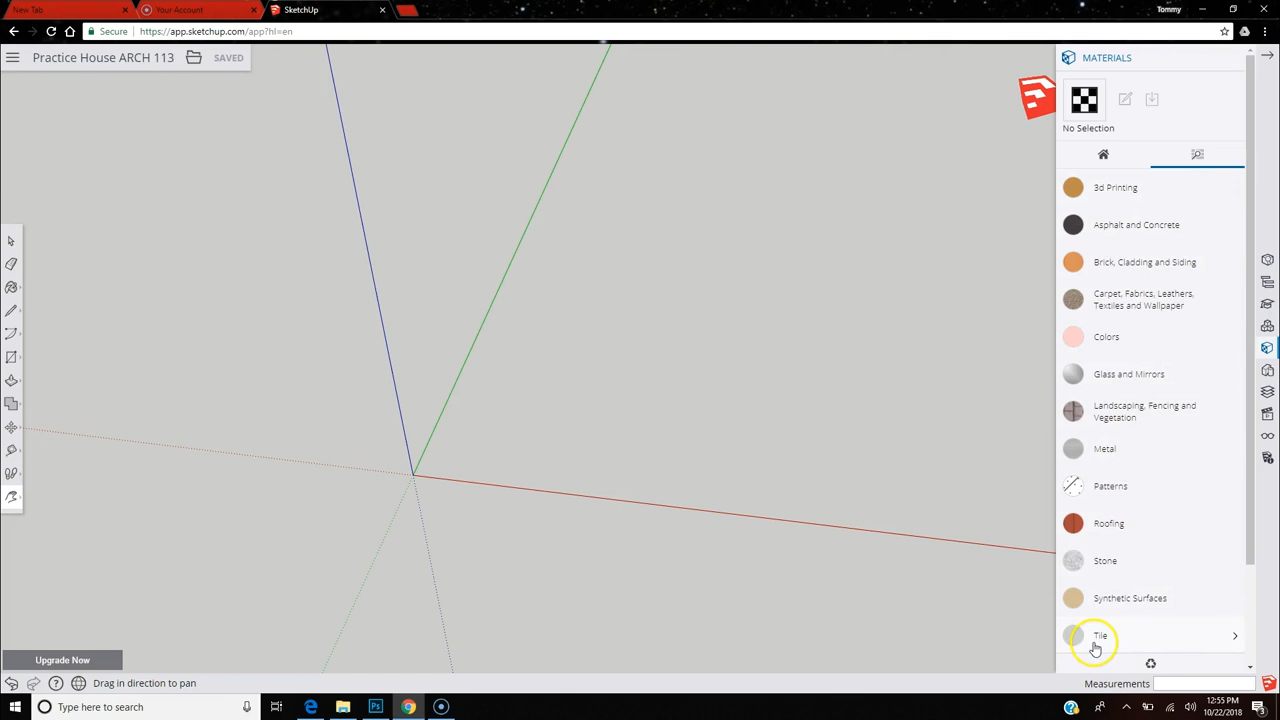 New Tab
Your Account
SketchUp
Tommy
Secure
https://app.sketchup.com/app?hl=en
Practice House ARCH 113
SAVED
MATERIALS
No Selection
3d Printing
Asphalt and Concrete
Brick, Cladding and Siding
Carpet, Fabrics, Leathers,
Textiles and Wallpaper
Colors
Glass and Mirrors
Landscaping, Fencing and
Vegetation
Metal
Patterns
Roofing
Stone
Synthetic Surfaces
Tile
Upgrade Now
Drag in direction to pan
Measurements
Type here to search
12:55 PM
10/22/2018